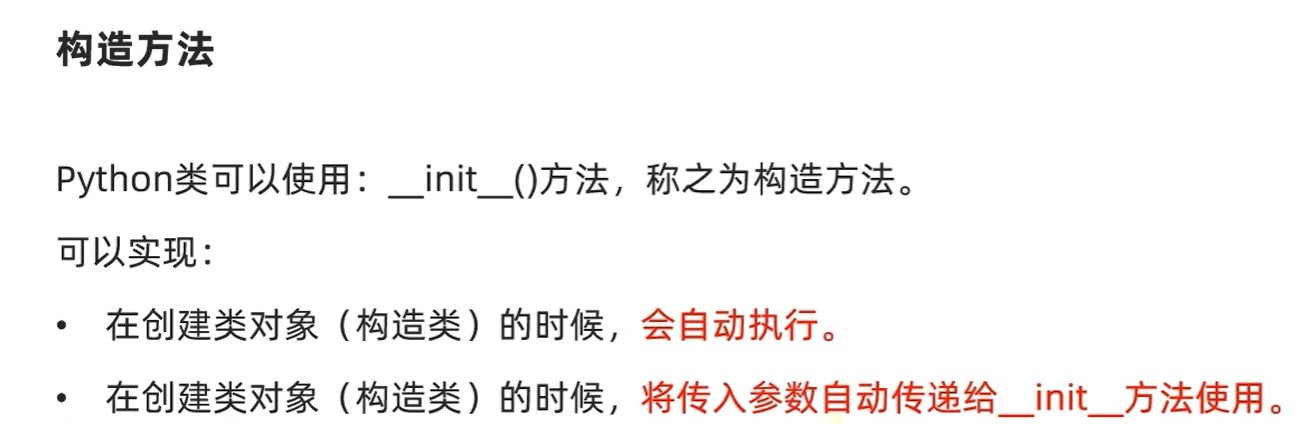 构造方法
Python类可以使用：__init__()方法，称之为构造方法。
可以实现：
• 在创建类对象（构造类）的时候，会自动执行。
• 在创建类对象（构造类）的时候，将传入参数自动传递给__init__方法使用。